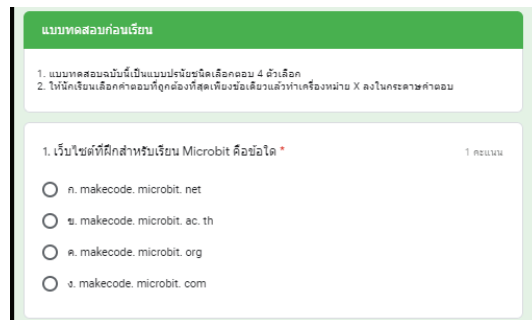 แบบทดสอบก่อนเรียน
1. แบบทดสอบฉบับนี้เป็นแบบปรนัยชนิดเลือกตอบ 4 ตัวเลือก
2. ให้นักเรียนเลือกคำตอบที่ถูกต้องที่สุดเพียงข้อเดียวแล้วทำเครื่องหมาย X ลงในกระดาษคำตอบ
1. เว็บไซต์ที่ฝึกสำหรับเรียน Microbit คือข้อใด * 1 คะแนน
ก. makecode. microbit. net
ข. makecode. microbit. ac. th
ค. makecode. microbit. org
ง. makecode. microbit. com